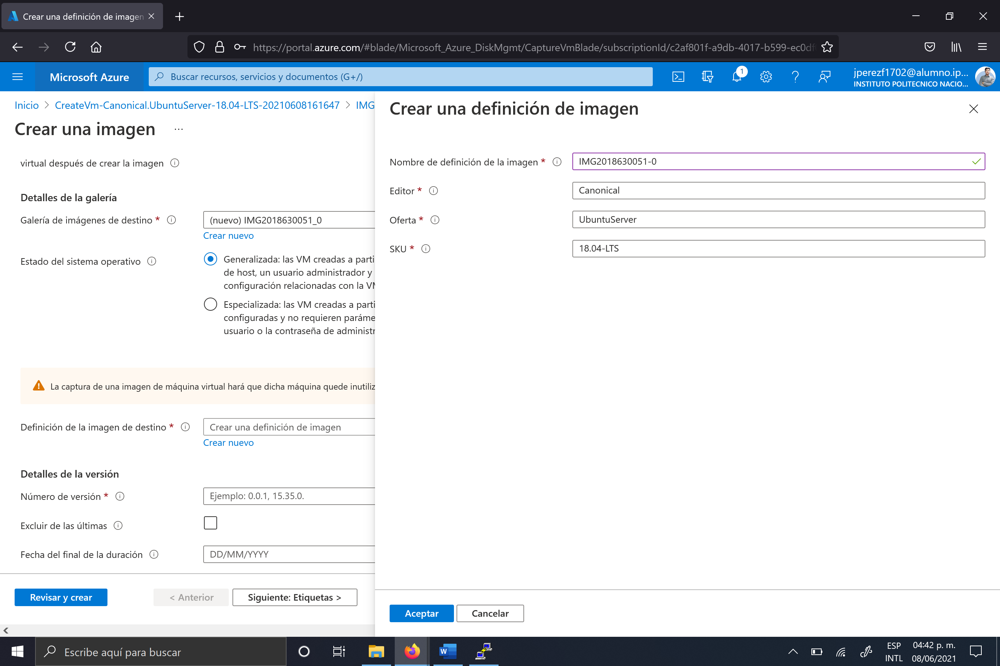 Crear una definición de imagen
https://portal.azure.com/#blade/Microsoft_Azure_DiskMgmt/CaptureVmBlade/subscriptionId/c2af801f-a9db-4017-b599-ec0df
Microsoft Azure
Buscar recursos, servicios y documentos (G+/)
1
jperezf1702@alumno.ip...
INSTITUTO POLITECNICO NACIO...
Inicio > CreateVm-Canonical.UbuntuServer-18.04-LTS-20210608161647 > IMG
Crear una imagen ...
virtual después de crear la imagen
Detalles de la galería
Galería de imágenes de destino *
(nuevo) IMG2018630051_0
Crear nuevo
Estado del sistema operativo
Generalizada: las VM creadas a parti
de host, un usuario administrador y
configuración relacionadas con la VM
Especializada: las VM creadas a parti
configuradas y no requieren paráme
usuario o la contraseña de administr
La captura de una imagen de máquina virtual hará que dicha máquina quede inutiliz
Definición de la imagen de destino *
Crear una definición de imagen
Crear nuevo
Detalles de la versión
Número de versión *
Ejemplo: 0.0.1, 15.35.0.
Excluir de las últimas
Fecha del final de la duración
DD/MM/YYYY
Revisar y crear
< Anterior
Siguiente: Etiquetas >
Crear una definición de imagen
Nombre de definición de la imagen *
IMG2018630051-0
Editor *
Canonical
Oferta *
UbuntuServer
SKU *
18.04-LTS
Aceptar
Cancelar
Escribe aquí para buscar
ESP
INTL
04:42 p. m.
08/06/2021